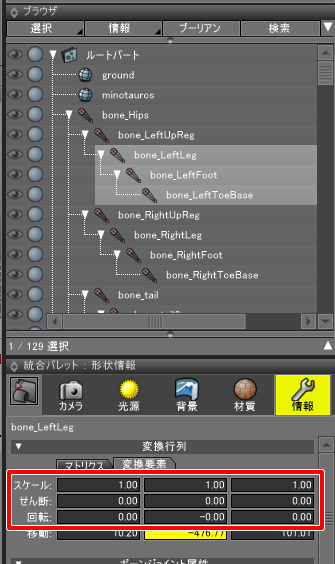 ブラウザ
選択 情報 ブーリアン 検索
ルートパート
ground
minotauros
bone_Hips
bone_LeftUpReg
bone_LeftLeg
bone_LeftFoot
bone_LeftToeBase
bone_RightUpReg
bone_RightLeg
bone_RightFoot
bone_RightToeBase
bone_tail
1 / 129 選択
統合パレット : 形状情報
カメラ 光源 背景 材質 情報
bone_LeftLeg
変換行列
マトリクス 変換要素
スケール: 1.00 1.00 1.00
せん断: 0.00 0.00 0.00
回転: 0.00 -0.00 0.00
移動: 10.20 -476.77 101.01
ボーンジョイント属性